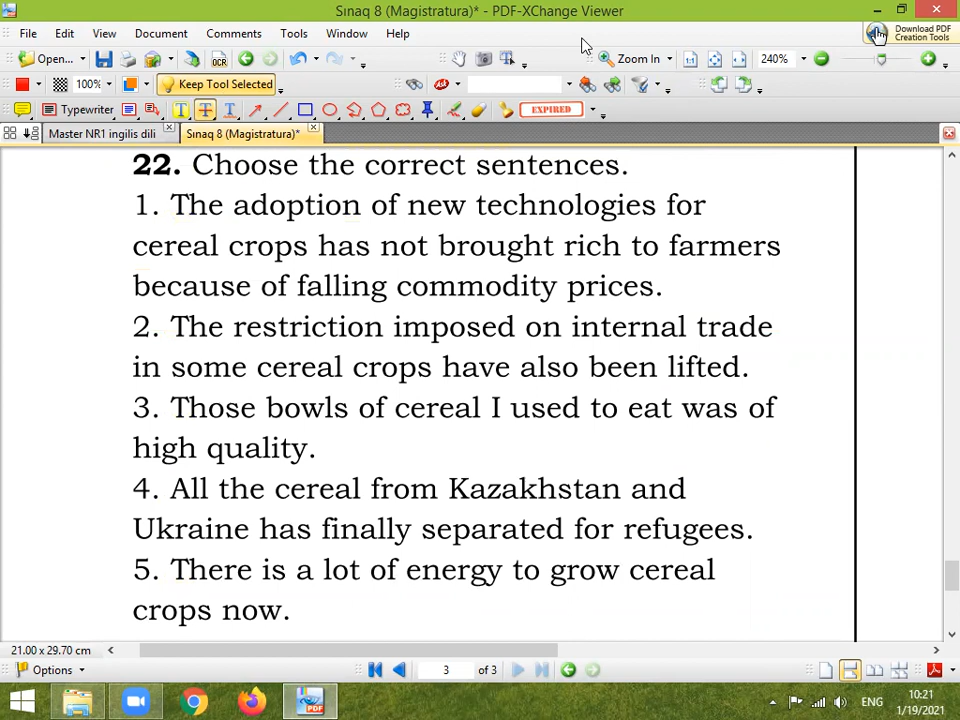 Sınaq 8 (Magistratura)* - PDF-XChange Viewer
File Edit View Document Comments Tools Window Help
Download PDF
Creation Tools
Open... OCR Zoom In 240%
100% Keep Tool Selected
Typewriter T T T EXPIRED
Master NR1 ingilis dili Sınaq 8 (Magistratura)*
22. Choose the correct sentences.
1. The adoption of new technologies for
cereal crops has not brought rich to farmers
because of falling commodity prices.
2. The restriction imposed on internal trade
in some cereal crops have also been lifted.
3. Those bowls of cereal I used to eat was of
high quality.
4. All the cereal from Kazakhstan and
Ukraine has finally separated for refugees.
5. There is a lot of energy to grow cereal
crops now.
21.00 x 29.70 cm
Options 3 of 3
PDF ENG 10:21
1/19/2021